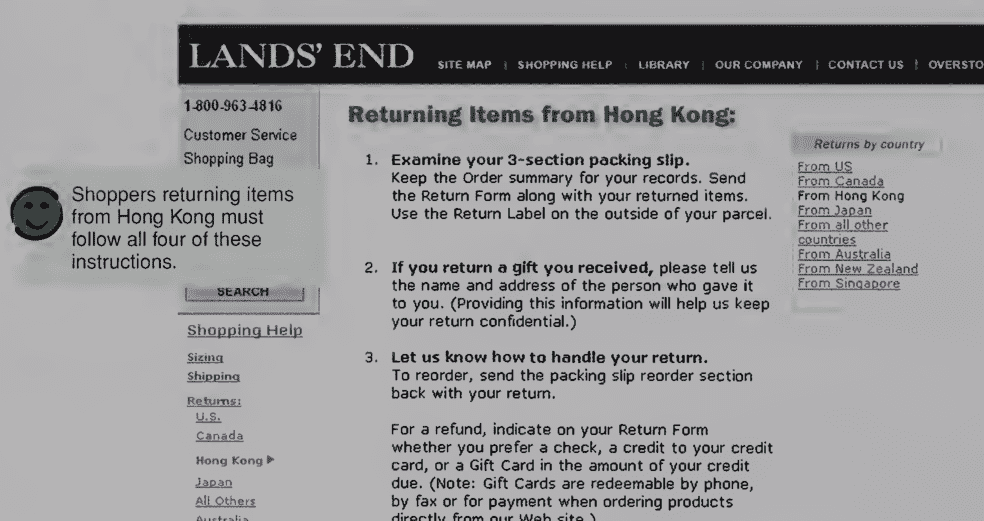 LANDS' END
SITE MAP | SHOPPING HELP | LIBRARY | OUR COMPANY | CONTACT US | OVERSTO
1-800-963-4816
Customer Service
Shopping Bag
Shoppers returning items
from Hong Kong must
follow all four of these
instructions.
SEARCH
Shopping Help
Sizing
Shipping
Returns:
U.S.
Canada
Hong Kong
Japan
All Others
Australia
Returning Items from Hong Kong:
1. Examine your 3-section packing slip.
Keep the Order summary for your records. Send
the Return Form along with your returned items.
Use the Return Label on the outside of your parcel.
2. If you return a gift you received, please tell us
the name and address of the person who gave it
to you. (Providing this information will help us keep
your return confidential.)
3. Let us know how to handle your return.
To reorder, send the packing slip reorder section
back with your return.
For a refund, indicate on your Return Form
whether you prefer a check, a credit to your credit
card, or a Gift Card in the amount of your credit
due. (Note: Gift Cards are redeemable by phone,
by fax or for payment when ordering products
directly from our Web site.)
Returns by country
From US
From Canada
From Hong Kong
From Japan
From all other
countries
From Australia
From New Zealand
From Singapore